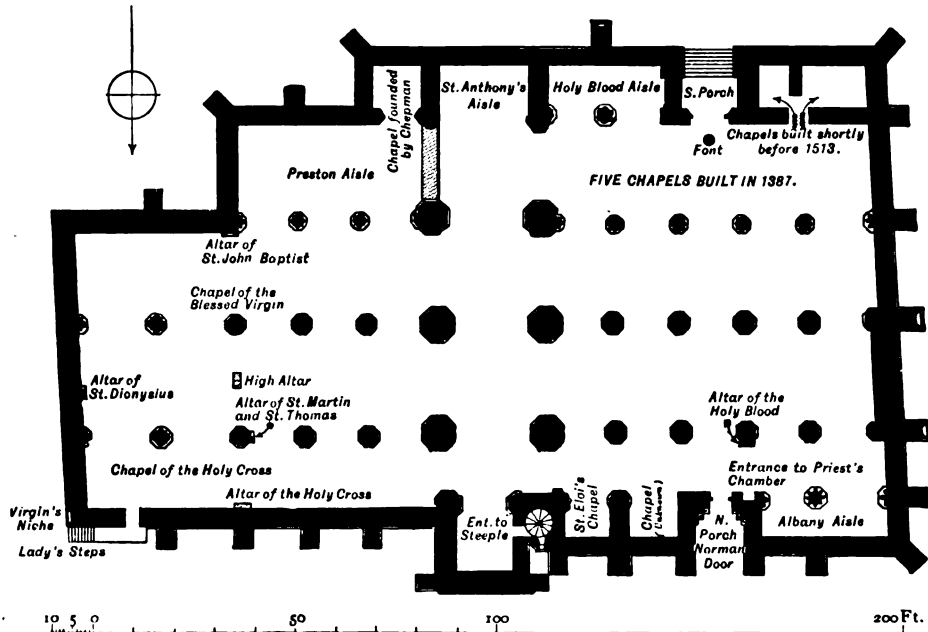 Chapel founded
by Chepman
St. Anthony's
Aisle
Holy Blood Aisle
S. Porch
Chapels built shortly
before 1513.
Font
Preston Aisle
FIVE CHAPELS BUILT IN 1387.
Altar of
St. John Baptist
Chapel of the
Blessed Virgin
Altar of
St. Dionysius
High Altar
Altar of St. Martin
and St. Thomas
Altar of the
Holy Blood
Chapel of the Holy Cross
Entrance to Priest's
Chamber
Altar of the Holy Cross
Virgin's
Niche
Lady's Steps
Ent. to
Steeple
St. Eloi's
Chapel
Chapel
(Unknown)
N.
Porch
Norman
Door
Albany Aisle
10 5 0 50 100 200 Ft.